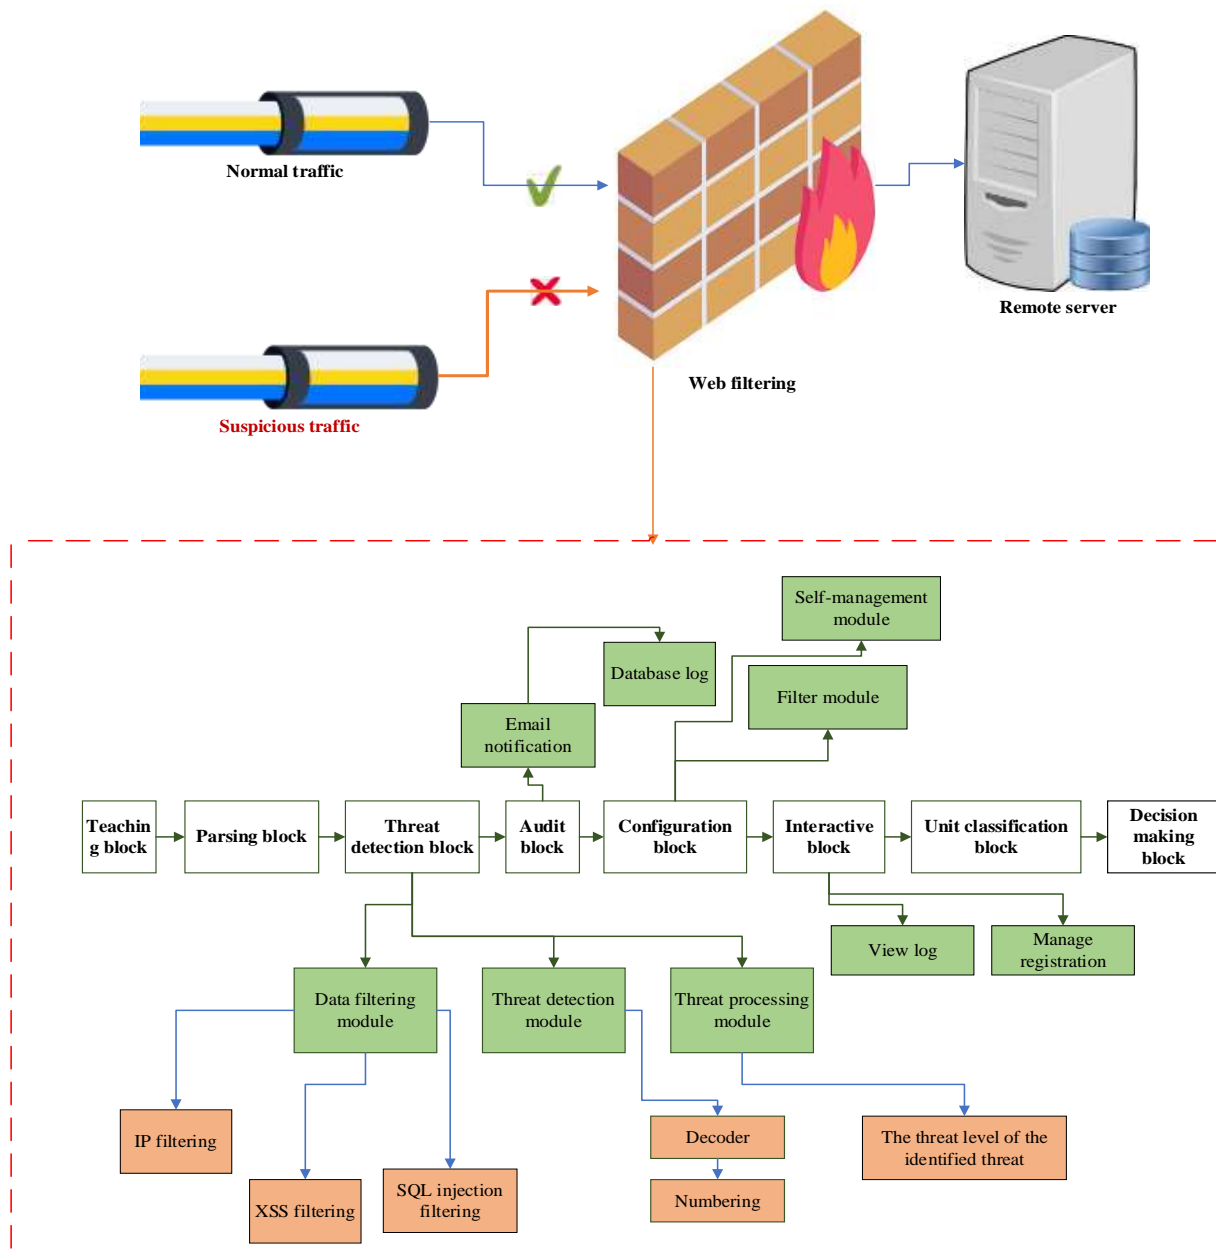 Normal traffic
Remote server
Web filtering
Suspicious traffic
Self-management
module
Database log
Filter module
Email
notification
Teachin
g block
Parsing block
Threat
detection block
Audit
block
Configuration
block
Interactive
block
Unit classification
block
Decision
making
block
View log
Manage
registration
Data filtering
module
Threat detection
module
Threat processing
module
IP filtering
XSS filtering
SQL injection
filtering
Decoder
Numbering
The threat level of the
identified threat